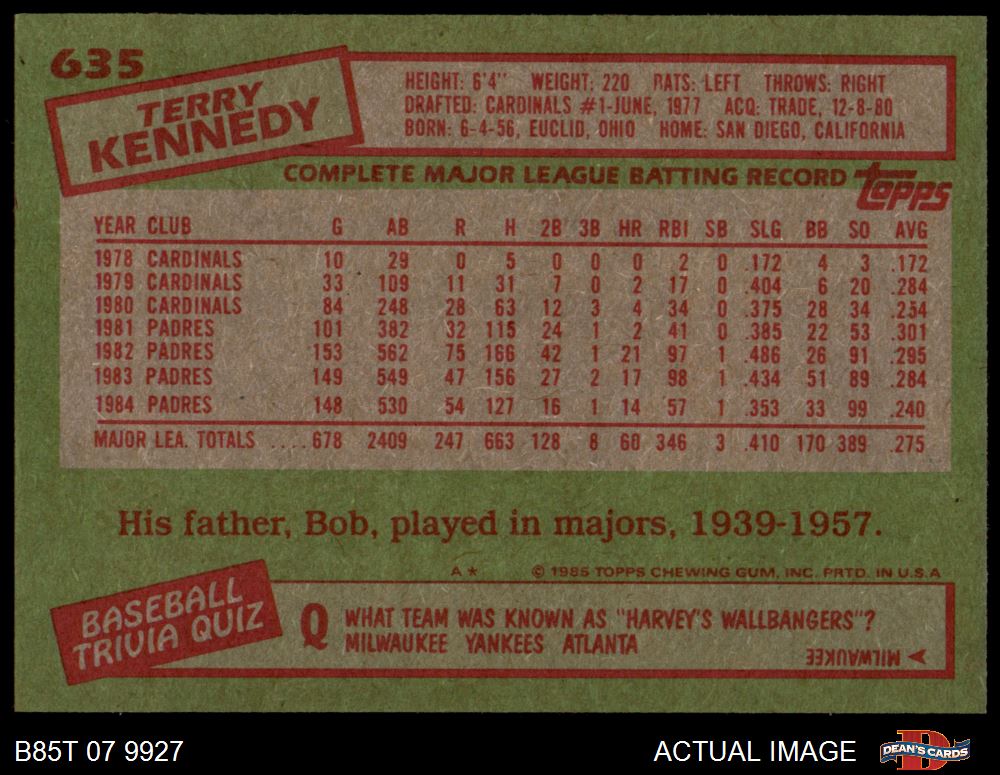 635
TERRY
KENNEDY
HEIGHT: 6'4" WEIGHT: 220 BATS: LEFT THROWS: RIGHT
DRAFTED: CARDINALS #1-JUNE, 1977 ACQ: TRADE, 12-8-80
BORN: 6-4-56, EUCLID, OHIO HOME: SAN DIEGO, CALIFORNIA
COMPLETE MAJOR LEAGUE BATTING RECORD topps
YEAR CLUB G AB R H 2B 3B HR RBI SB SLG BB SO AVG
1978 CARDINALS 10 29 0 5 0 0 0 2 0 .172 4 3 .172
1979 CARDINALS 33 109 11 31 7 0 2 17 0 .404 6 20 .284
1980 CARDINALS 84 248 28 63 12 3 4 34 0 .375 28 34 .254
1981 PADRES 101 382 32 115 24 1 2 41 0 .385 22 53 .301
1982 PADRES 153 562 75 166 42 1 21 97 1 .486 26 91 .295
1983 PADRES 149 549 47 156 27 2 17 98 1 .434 51 89 .284
1984 PADRES 148 530 54 127 16 1 14 57 1 .353 33 99 .240
MAJOR LEA. TOTALS ....678 2409 247 663 128 8 60 346 3 .410 170 389 .275
His father, Bob, played in majors, 1939-1957.
A* © 1985 TOPPS CHEWING GUM, INC. PRTD. IN U.S.A
BASEBALL
TRIVIA QUIZ
Q WHAT TEAM WAS KNOWN AS "HARVEY'S WALLBANGERS"?
MILWAUKEE YANKEES ATLANTA
MILWAUKEE
B85T 07 9927
ACTUAL IMAGE
D
DEAN'S CARDS